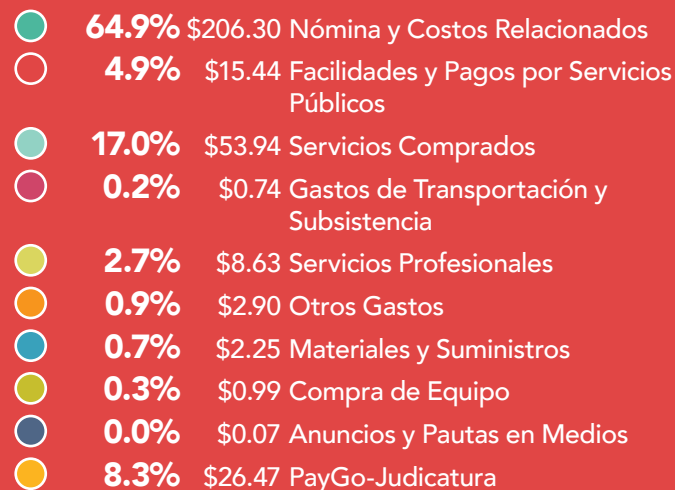 64.9% $206.30 Nómina y Costos Relacionados
4.9% $15.44 Facilidades y Pagos por Servicios
Públicos
17.0% $53.94 Servicios Comprados
0.2% $0.74 Gastos de Transportación y
Subsistencia
2.7% $8.63 Servicios Profesionales
0.9% $2.90 Otros Gastos
0.7% $2.25 Materiales y Suministros
0.3% $0.99 Compra de Equipo
0.0% $0.07 Anuncios y Pautas en Medios
8.3% $26.47 PayGo-Judicatura